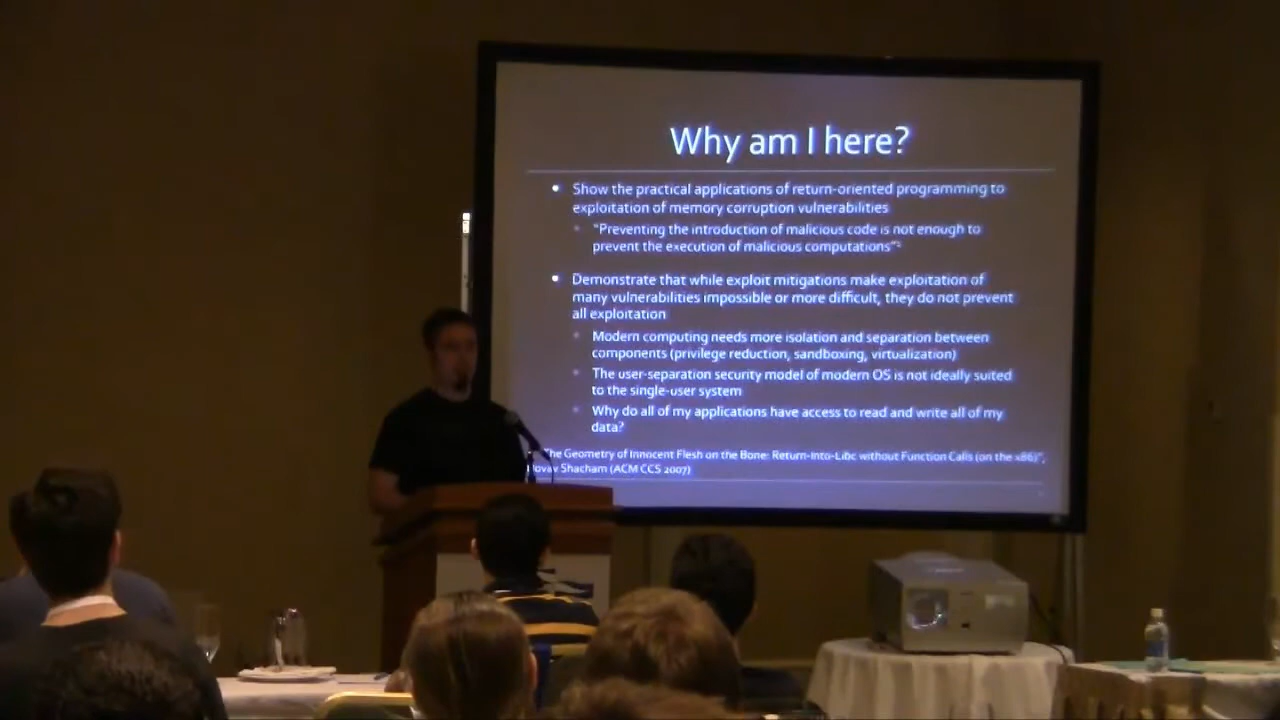 Why am I here?
Show the practical applications of return-oriented programming to
exploitation of memory corruption vulnerabilities
"Preventing the introduction of malicious code is not enough to
prevent the execution of malicious computations"
Demonstrate that while exploit mitigations make exploitation of
many vulnerabilities impossible or more difficult, they do not prevent
all exploitation
Modern computing needs more isolation and separation between
components (privilege reduction, sandboxing, virtualization)
The user-separation security model of modern OS is not ideally suited
to the single-user system
Why do all of my applications have access to read and write all of my
data?
The Geometry of Innocent Flesh on the Bone: Return-into-Libc without Function Calls (on the x86)",
Hovav Shacham (ACM CCS 2007)